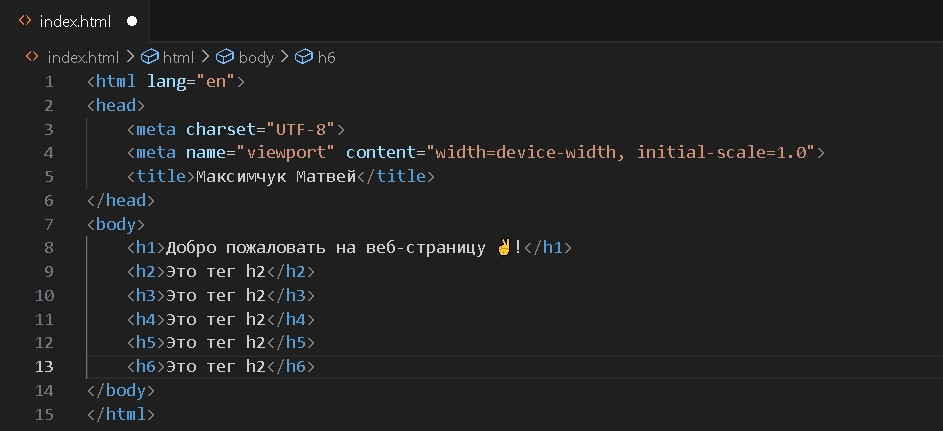 index.html
index.html > html > body > h6
1 <html lang="en">
2 <head>
3 <meta charset="UTF-8">
4 <meta name="viewport" content="width=device-width, initial-scale=1.0">
5 <title>Максимчук Матвей</title>
6 </head>
7 <body>
8 <h1>Добро пожаловать на веб-страницу ✌!</h1>
9 <h2>Это тег h2</h2>
10 <h3>Это тег h2</h3>
11 <h4>Это тег h2</h4>
12 <h5>Это тег h2</h5>
13 <h6>Это тег h2</h6>
14 </body>
15 </html>